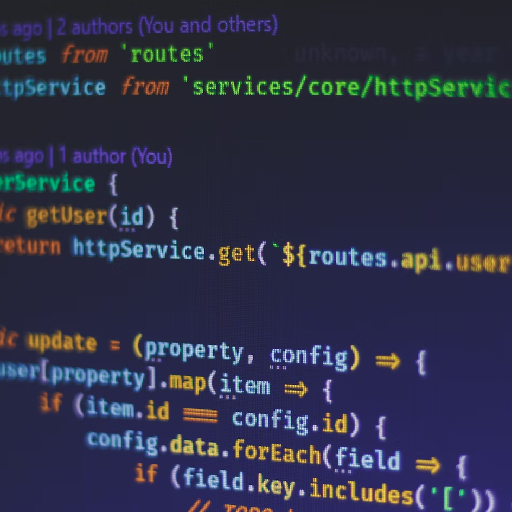 s ago | 2 authors (You and others)
outes from 'routes' unknown, a year
tpService from 'services/core/httpServic
s ago | 1 author (You)
erService {
ic getUser(id) {
return httpService.get(`${routes.api.user
ic update = (property, config) => {
user[property].map(item => {
if (item.id === config.id) {
config.data.forEach(field => {
if (field.key.includes('['))
//